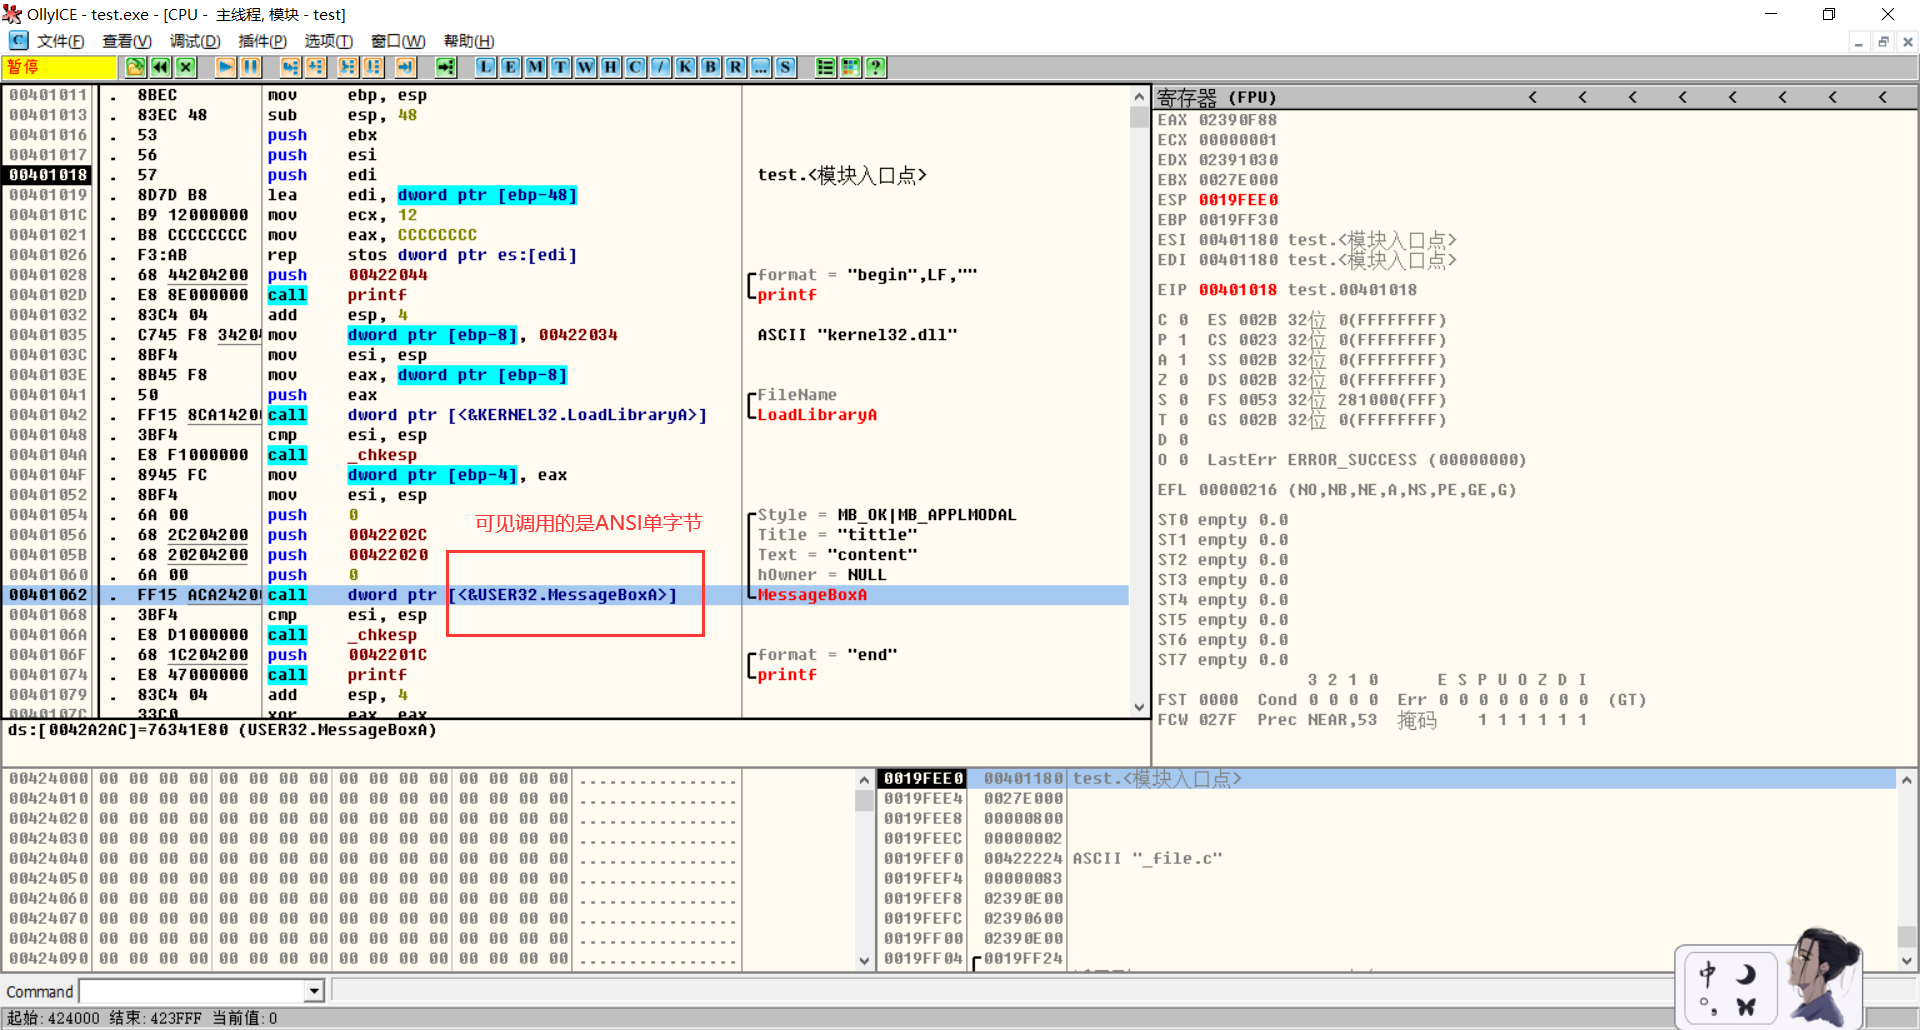 OllyICE - test.exe - [CPU - 主线程, 模块 - test]
文件(F) 查看(V) 调试(D) 插件(P) 选项(T) 窗口(W) 帮助(H)
暂停 L E M T W H C / K B R ... S ?
00401011 . 8BEC mov ebp, esp
00401013 . 83EC 48 sub esp, 48
00401016 . 53 push ebx
00401017 . 56 push esi
00401018 . 57 push edi test.<模块入口点>
00401019 . 8D7D B8 lea edi, dword ptr [ebp-48]
0040101C . B9 12000000 mov ecx, 12
00401021 . B8 CCCCCCCC mov eax, CCCCCCCC
00401026 . F3:AB rep stos dword ptr es:[edi]
00401028 . 68 44204200 push 00422044 format = "begin",LF,""
0040102D . E8 8E000000 call printf printf
00401032 . 83C4 04 add esp, 4
00401035 . C745 F8 3420 mov dword ptr [ebp-8], 00422034 ASCII "kernel32.dll"
0040103C . 8BF4 mov esi, esp
0040103E . 8B45 F8 mov eax, dword ptr [ebp-8]
00401041 . 50 push eax FileName
00401042 . FF15 8CA1420 call dword ptr [<&KERNEL32.LoadLibraryA>] LoadLibraryA
00401048 . 3BF4 cmp esi, esp
0040104A . E8 F1000000 call _chkesp
0040104F . 8945 FC mov dword ptr [ebp-4], eax
00401052 . 8BF4 mov esi, esp
00401054 . 6A 00 push 0 Style = MB_OK|MB_APPLMODAL
可见调用的是ANSI单字节
00401056 . 68 2C204200 push 0042202C Title = "tittle"
0040105B . 68 20204200 push 00422020 Text = "content"
00401060 . 6A 00 push 0 hOwner = NULL
00401062 . FF15 ACA2420 call dword ptr [<&USER32.MessageBoxA>] MessageBoxA
00401068 . 3BF4 cmp esi, esp
0040106A . E8 D1000000 call _chkesp
0040106F . 68 1C204200 push 0042201C format = "end"
00401074 . E8 47000000 call printf printf
00401079 . 83C4 04 add esp, 4
0040107C . 33C0 xor eax, eax
ds:[0042A2AC]=76341E80 (USER32.MessageBoxA)
寄存器 (FPU) < < < < < < < <
EAX 02390F88
ECX 00000001
EDX 02391030
EBX 0027E000
ESP 0019FEE0
EBP 0019FF30
ESI 00401180 test.<模块入口点>
EDI 00401180 test.<模块入口点>
EIP 00401018 test.00401018
C 0 ES 002B 32位 0(FFFFFFFF)
P 1 CS 0023 32位 0(FFFFFFFF)
A 1 SS 002B 32位 0(FFFFFFFF)
Z 0 DS 002B 32位 0(FFFFFFFF)
S 0 FS 0053 32位 281000(FFF)
T 0 GS 002B 32位 0(FFFFFFFF)
D 0
O 0 LastErr ERROR_SUCCESS (00000000)
EFL 00000216 (NO,NB,NE,A,NS,PE,GE,G)
ST0 empty 0.0
ST1 empty 0.0
ST2 empty 0.0
ST3 empty 0.0
ST4 empty 0.0
ST5 empty 0.0
ST6 empty 0.0
ST7 empty 0.0
3 2 1 0 E S P U O Z D I
FST 0000 Cond 0 0 0 0 Err 0 0 0 0 0 0 0 0 (GT)
FCW 027F Prec NEAR,53 掩码 1 1 1 1 1 1
00424000 00 00 00 00 00 00 00 00 00 00 00 00 00 00 00 00 ................
00424010 00 00 00 00 00 00 00 00 00 00 00 00 00 00 00 00 ................
00424020 00 00 00 00 00 00 00 00 00 00 00 00 00 00 00 00 ................
00424030 00 00 00 00 00 00 00 00 00 00 00 00 00 00 00 00 ................
00424040 00 00 00 00 00 00 00 00 00 00 00 00 00 00 00 00 ................
00424050 00 00 00 00 00 00 00 00 00 00 00 00 00 00 00 00 ................
00424060 00 00 00 00 00 00 00 00 00 00 00 00 00 00 00 00 ................
00424070 00 00 00 00 00 00 00 00 00 00 00 00 00 00 00 00 ................
00424080 00 00 00 00 00 00 00 00 00 00 00 00 00 00 00 00 ................
00424090 00 00 00 00 00 00 00 00 00 00 00 00 00 00 00 00 ................
0019FEE0 00401180 test.<模块入口点>
0019FEE4 0027E000
0019FEE8 00000800
0019FEEC 00000002
0019FEF0 00422224 ASCII "_file.c"
0019FEF4 00000083
0019FEF8 02390E00
0019FEFC 02390600
0019FF00 02390E00
0019FF04 0019FF24
中
Command
起始: 424000 结束: 423FFF 当前值: 0